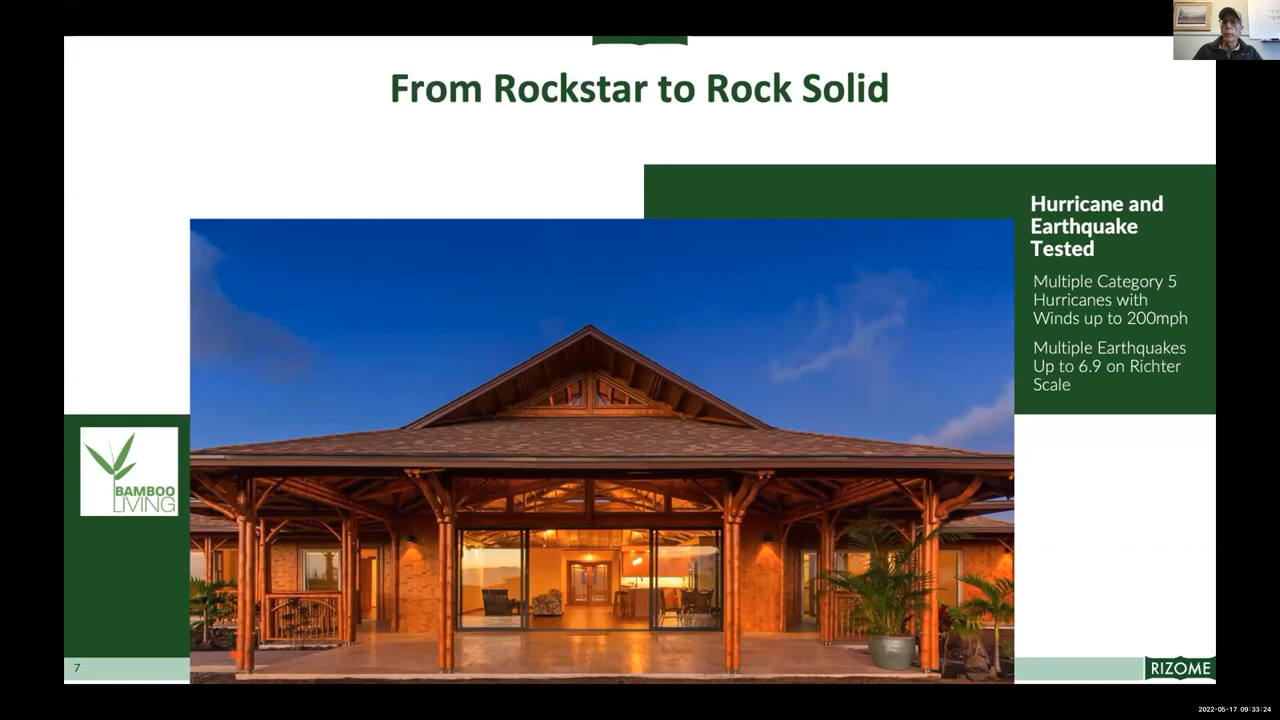 From Rockstar to Rock Solid
Hurricane and
Earthquake
Tested
Multiple Category 5
Hurricanes with
Winds up to 200mph
Multiple Earthquakes
Up to 6.9 on Richter
Scale
BAMBOO
LIVING
7
RIZOME
2022-05-17 09:33:24